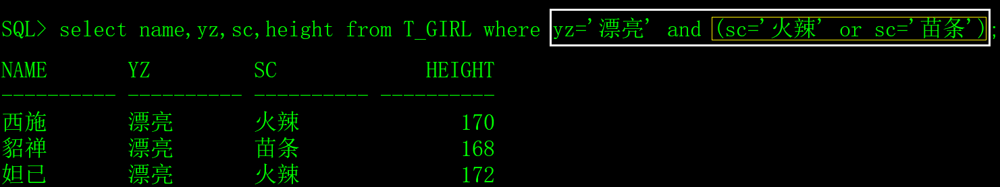 SQL> select name,yz,sc,height from T_GIRL where yz='漂亮' and (sc='火辣' or sc='苗条');
NAME YZ SC HEIGHT
---------- ---------- ---------- ----------
西施 漂亮 火辣 170
貂禅 漂亮 苗条 168
妲己 漂亮 火辣 172